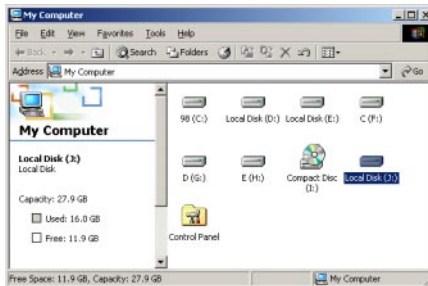 My Computer
File Edit View Favorites Tools Help
Back Search Folders
Address My Computer Go
My Computer
Local Disk (J:)
Local Disk
Capacity: 27.9 GB
Used: 16.0 GB
Free: 11.9 GB
98 (C:) Local Disk (D:) Local Disk (E:) C (F:)
D (G:) E (H:) Compact Disc (I:) Local Disk (J:)
Control Panel
Free Space: 11.9 GB, Capacity: 27.9 GB My Computer